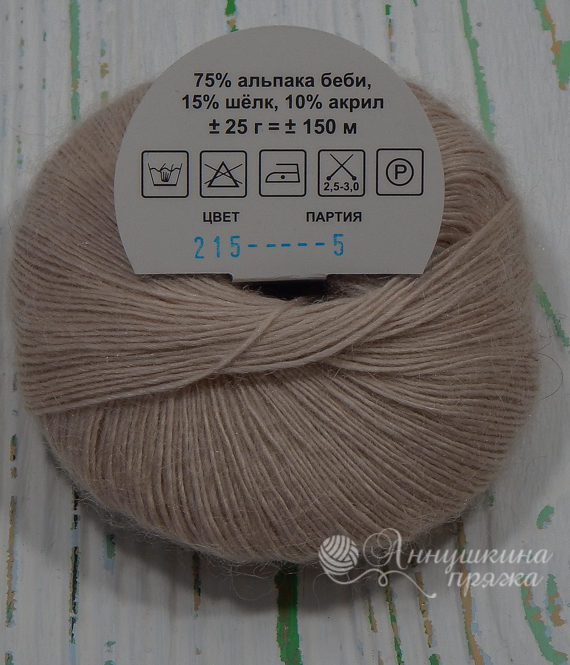 75% альпака беби,
15% шёлк, 10% акрил
± 25 г = ± 150 м
2,5-3,0
P
ЦВЕТ ПАРТИЯ
215-----5
Аннушкина
пряжа